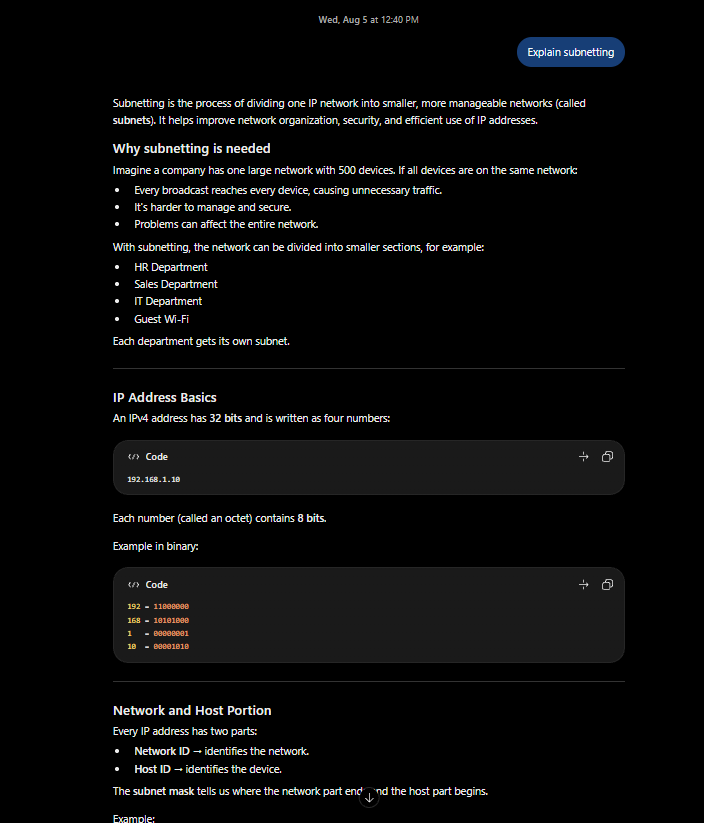 Wed, Aug 5 at 12:40 PM
Explain subnetting
Subnetting is the process of dividing one IP network into smaller, more manageable networks (called
subnets). It helps improve network organization, security, and efficient use of IP addresses.
Why subnetting is needed
Imagine a company has one large network with 500 devices. If all devices are on the same network:
• Every broadcast reaches every device, causing unnecessary traffic.
• It's harder to manage and secure.
• Problems can affect the entire network.
With subnetting, the network can be divided into smaller sections, for example:
• HR Department
• Sales Department
• IT Department
• Guest Wi-Fi
Each department gets its own subnet.
IP Address Basics
An IPv4 address has 32 bits and is written as four numbers:
</> Code
192.168.1.10
Each number (called an octet) contains 8 bits.
Example in binary:
</> Code
192 = 11000000
168 = 10101000
1 = 00000001
10 = 00001010
Network and Host Portion
Every IP address has two parts:
• Network ID → identifies the network.
• Host ID → identifies the device.
The subnet mask tells us where the network part end and the host part begins.
Example: